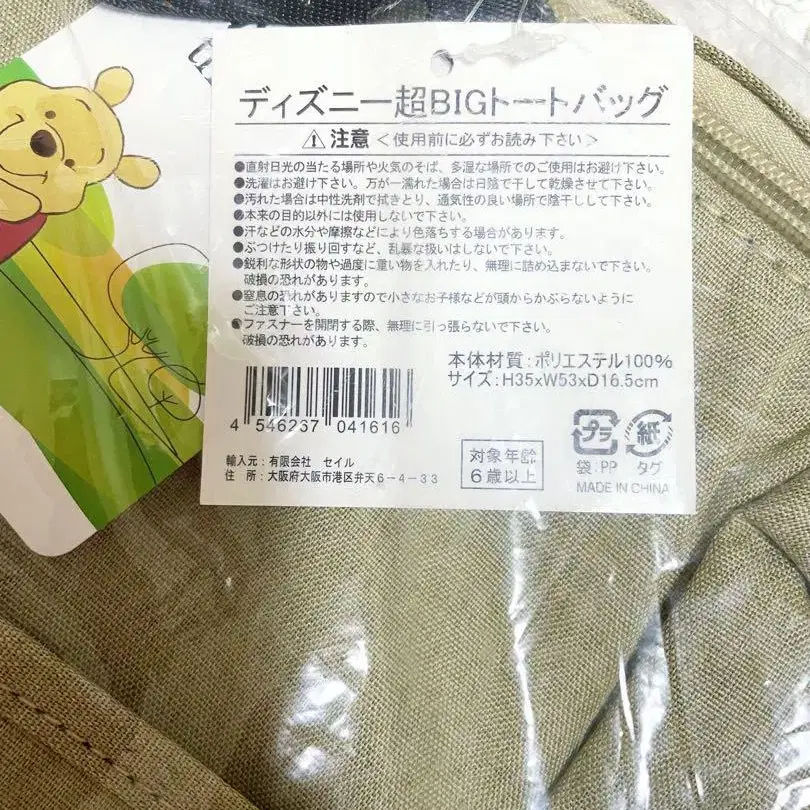 ディズニー超BIGトートバッグ
注意＜使用前に必ずお読み下さい＞
●直射日光の当たる場所や火気のそば、多湿な場所でのご使用はお避け下さい。
●洗濯はお避け下さい。万が一濡れた場合は日陰で干して乾燥させて下さい。
●汚れた場合は中性洗剤で拭きとり、通気性の良い場所で陰干しして下さい。
●本来の目的以外には使用しないで下さい。
●汗などの水分や摩擦などにより色落ちする場合があります。
●ぶつけたり振り回すなど、乱暴な扱いはしないで下さい。
●鋭利な形状の物や過度に重い物を入れたり、無理に詰め込まないで下さい。
破損の恐れがあります。
●窒息の恐れがありますので小さなお子様などが頭からかぶらないように
ご注意下さい。
●ファスナーを開閉する際、無理に引っ張らないで下さい。
破損の恐れがあります。
本体材質：ポリエステル100%
サイズ：H35xW53xD16.5cm
4 546237 041616
輸入元：有限会社 セイル
住 所：大阪府大阪市港区弁天6-4-33
対象年齢
6歳以上
プラ
紙
袋：PP タグ
MADE IN CHINA